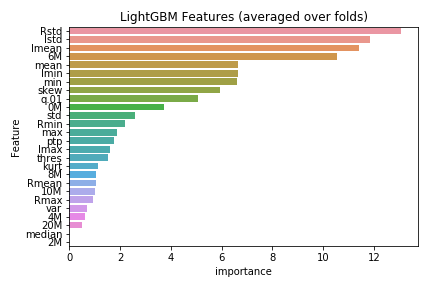 LightGBM Features (averaged over folds)
Feature
Rstd
Istd
Imean
6M
mean
Imin
min
skew
q.01
0M
std
Rmin
max
ptp
Imax
thres
kurt
8M
Rmean
10M
Rmax
var
4M
20M
median
2M
0 2 4 6 8 10 12
importance